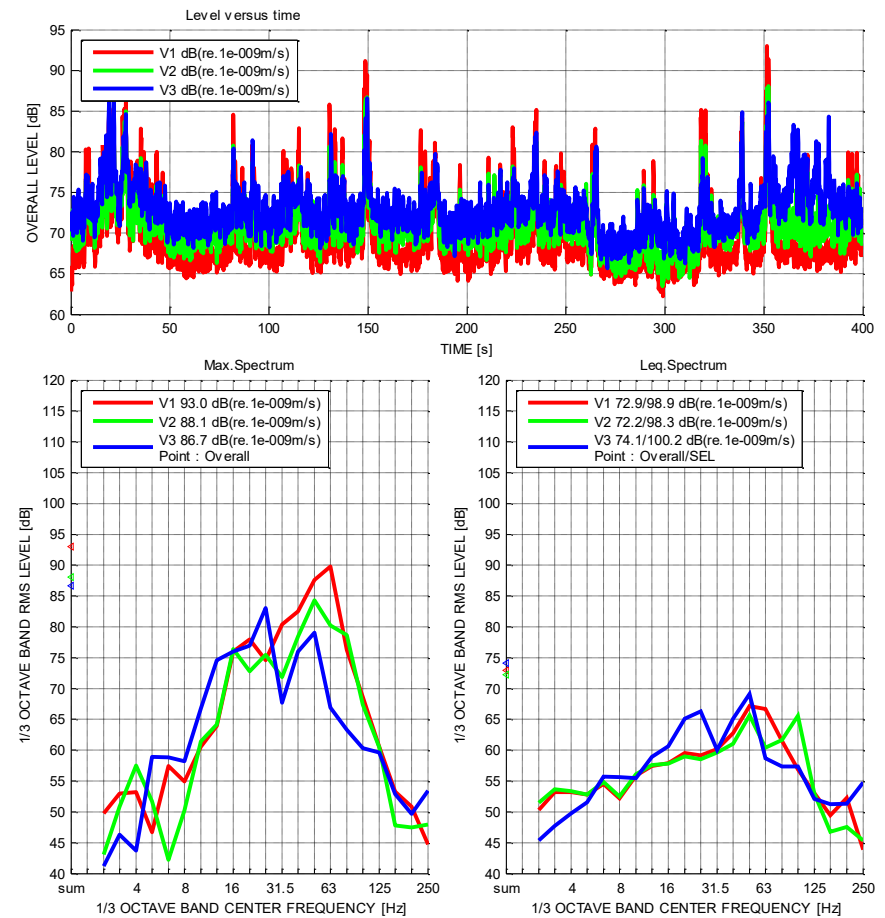 Level versus time
OVERALL LEVEL [dB]
95
90
85
80
75
70
65
60
V1 dB(re.1e-009m/s)
V2 dB(re.1e-009m/s)
V3 dB(re.1e-009m/s)
0 50 100 150 200 250 300 350 400
TIME [s]
Max.Spectrum
1/3 OCTAVE BAND RMS LEVEL [dB]
120
115
110
105
100
95
90
85
80
75
70
65
60
55
50
45
40
V1 93.0 dB(re.1e-009m/s)
V2 88.1 dB(re.1e-009m/s)
V3 86.7 dB(re.1e-009m/s)
Point : Overall
sum 4 8 16 31.5 63 125 250
1/3 OCTAVE BAND CENTER FREQUENCY [Hz]
Leq.Spectrum
1/3 OCTAVE BAND RMS LEVEL [dB]
120
115
110
105
100
95
90
85
80
75
70
65
60
55
50
45
40
V1 72.9/98.9 dB(re.1e-009m/s)
V2 72.2/98.3 dB(re.1e-009m/s)
V3 74.1/100.2 dB(re.1e-009m/s)
Point : Overall/SEL
sum 4 8 16 31.5 63 125 250
1/3 OCTAVE BAND CENTER FREQUENCY [Hz]